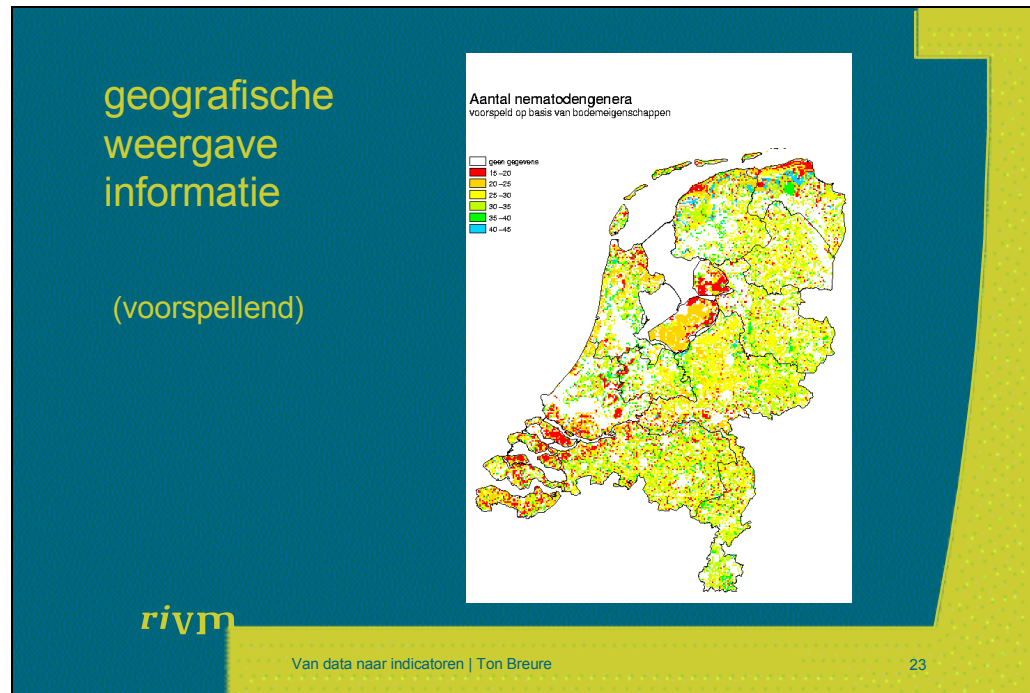 geografische
weergave
informatie
(voorspellend)
Aantal nematodengenera
voorspeld op basis van bodemeigenschappen
geen gegevens
15-20
20-25
25-30
30-35
35-40
40-45
rivm
Van data naar indicatoren | Ton Breure
23